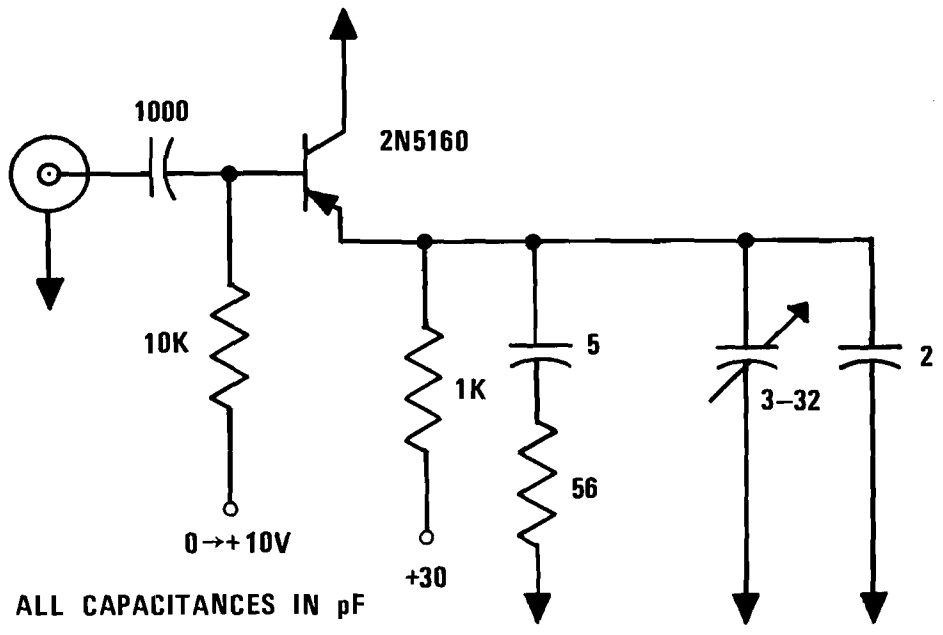 1000
2N5160
10K
1K
5
3–32
2
56
0→+10V
+30
ALL CAPACITANCES IN pF